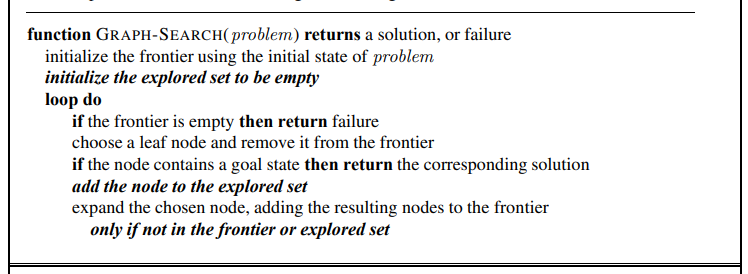 function GRAPH-SEARCH(problem) returns a solution, or failure
initialize the frontier using the initial state of problem
initialize the explored set to be empty
loop do
if the frontier is empty then return failure
choose a leaf node and remove it from the frontier
if the node contains a goal state then return the corresponding solution
add the node to the explored set
expand the chosen node, adding the resulting nodes to the frontier
only if not in the frontier or explored set